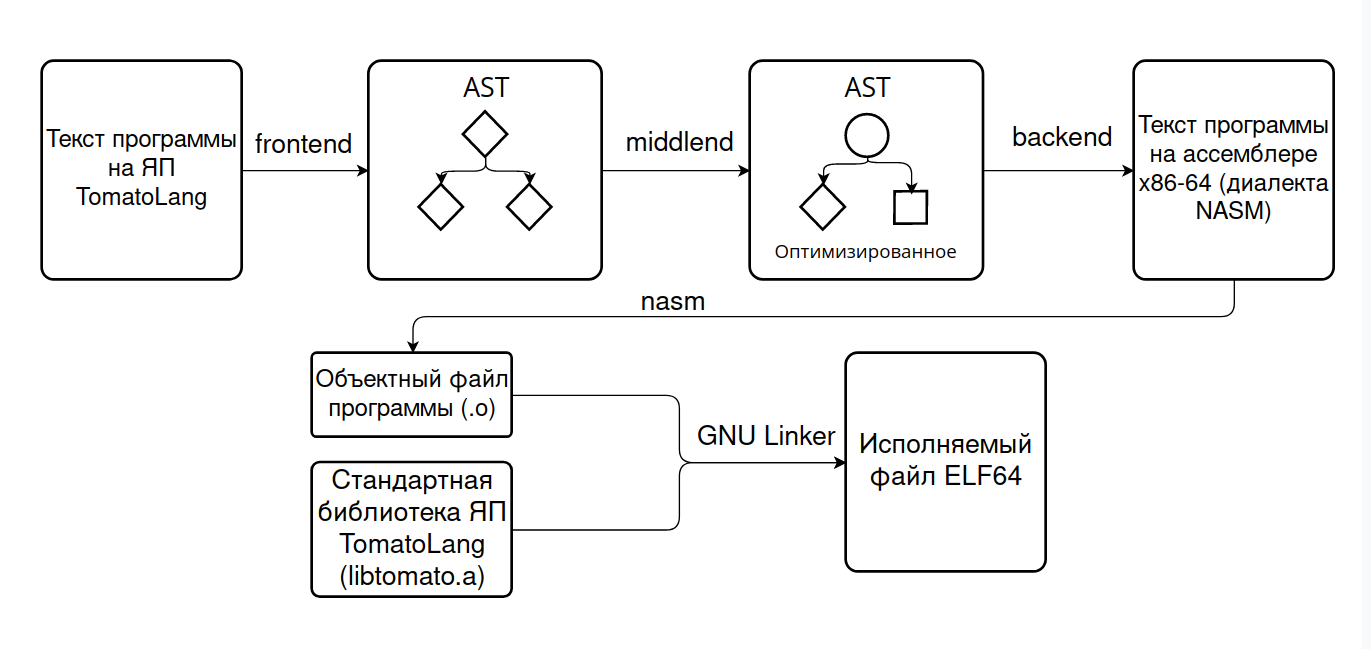 Текст программы
на ЯП
TomatoLang
frontend
AST
middlend
AST
Оптимизированное
backend
Текст программы
на ассемблере
x86-64 (диалекта
NASM)
nasm
Объектный файл
программы (.o)
Стандартная
библиотека ЯП
TomatoLang
(libtomato.a)
GNU Linker
Исполняемый
файл ELF64